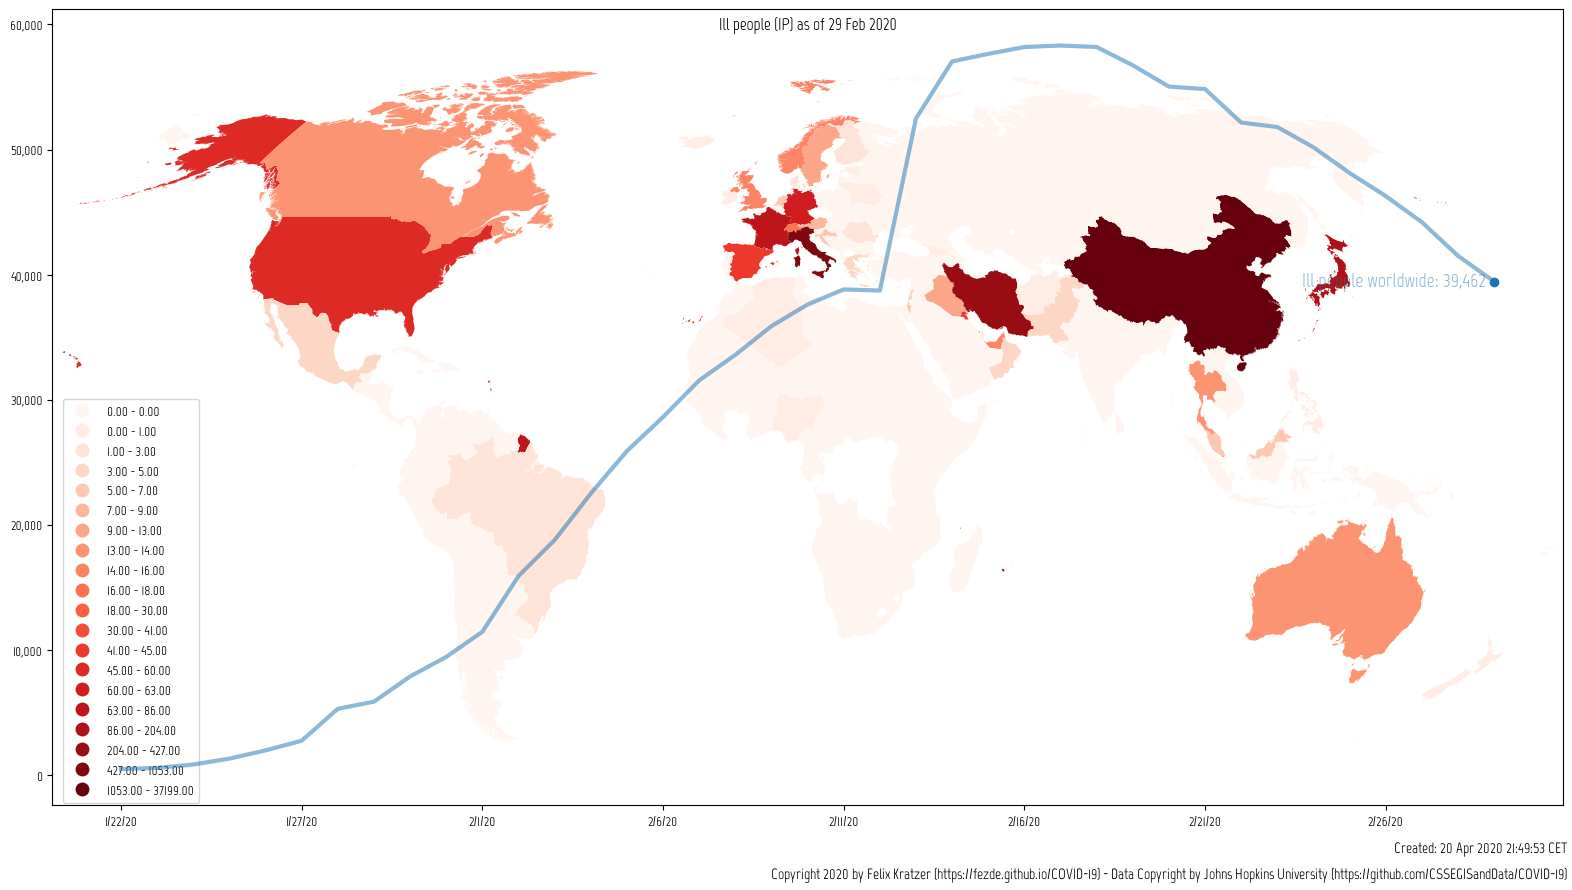 Ill people (IP) as of 29 Feb 2020
60,000
50,000
40,000
30,000
20,000
10,000
0
Ill people worldwide: 39,462
0.00 - 0.00
0.00 - 1.00
1.00 - 3.00
3.00 - 5.00
5.00 - 7.00
7.00 - 9.00
9.00 - 13.00
13.00 - 14.00
14.00 - 16.00
16.00 - 18.00
18.00 - 30.00
30.00 - 41.00
41.00 - 45.00
45.00 - 60.00
60.00 - 63.00
63.00 - 86.00
86.00 - 204.00
204.00 - 427.00
427.00 - 1053.00
1053.00 - 37199.00
1/22/20 1/27/20 2/1/20 2/6/20 2/11/20 2/16/20 2/21/20 2/26/20
Created: 20 Apr 2020 21:49:53 CET
Copyright 2020 by Felix Kratzer (https://fezde.github.io/COVID-19) - Data Copyright by Johns Hopkins University (https://github.com/CSSEGISandData/COVID-19)